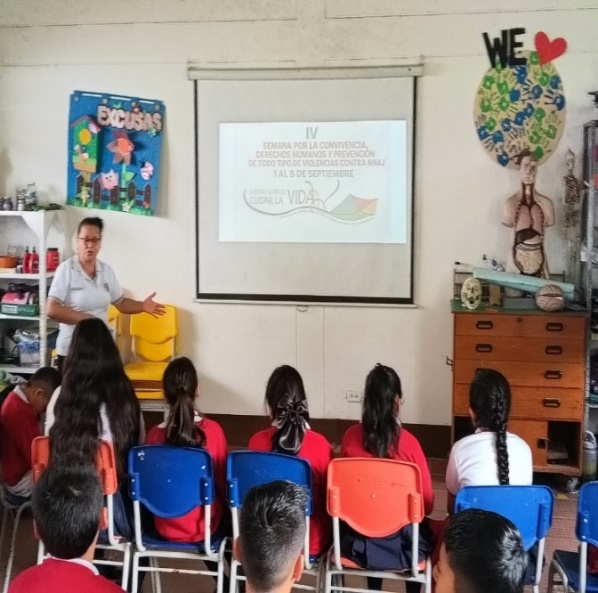 WE
EXCUSAS
IV
SEMANA POR LA CONVIVENCIA,
DERECHOS HUMANOS Y PREVENCIÓN
DE TODO TIPO DE VIOLENCIAS CONTRA NNAJ
1 AL 5 DE SEPTIEMBRE
CUIDAR LA VIDA